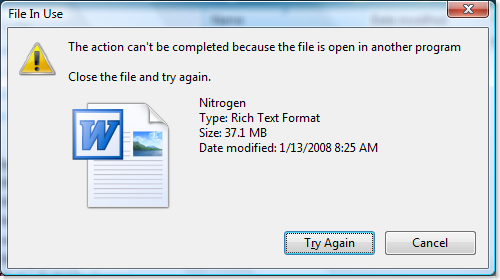 File In Use
The action can't be completed because the file is open in another program
Close the file and try again.
Nitrogen
Type: Rich Text Format
Size: 37.1 MB
Date modified: 1/13/2008 8:25 AM
Try Again
Cancel